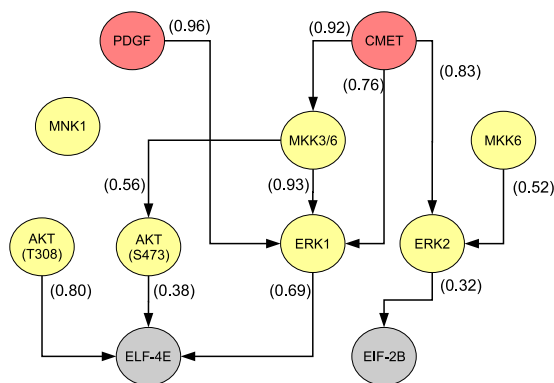 PDGF
(0.96)
(0.92)
CMET
(0.76)
(0.83)
MNK1
MKK3/6
MKK6
(0.56)
(0.93)
(0.52)
AKT
(T308)
AKT
(S473)
ERK1
ERK2
(0.80)
(0.38)
(0.69)
(0.32)
ELF-4E
EIF-2B